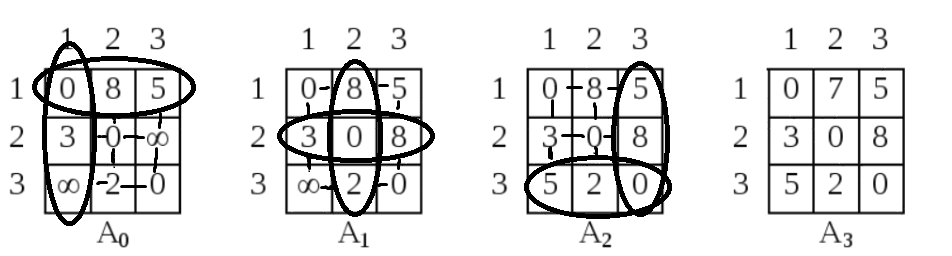 1 2 3 1 2 3 1 2 3 1 2 3
1 0 8 5 1 0 8 5 1 0 8 5 1 0 7 5
2 3 0 ∞ 2 3 0 8 2 3 0 8 2 3 0 8
3 ∞ 2 0 3 ∞ 2 0 3 5 2 0 3 5 2 0
A₀ A₁ A₂ A₃